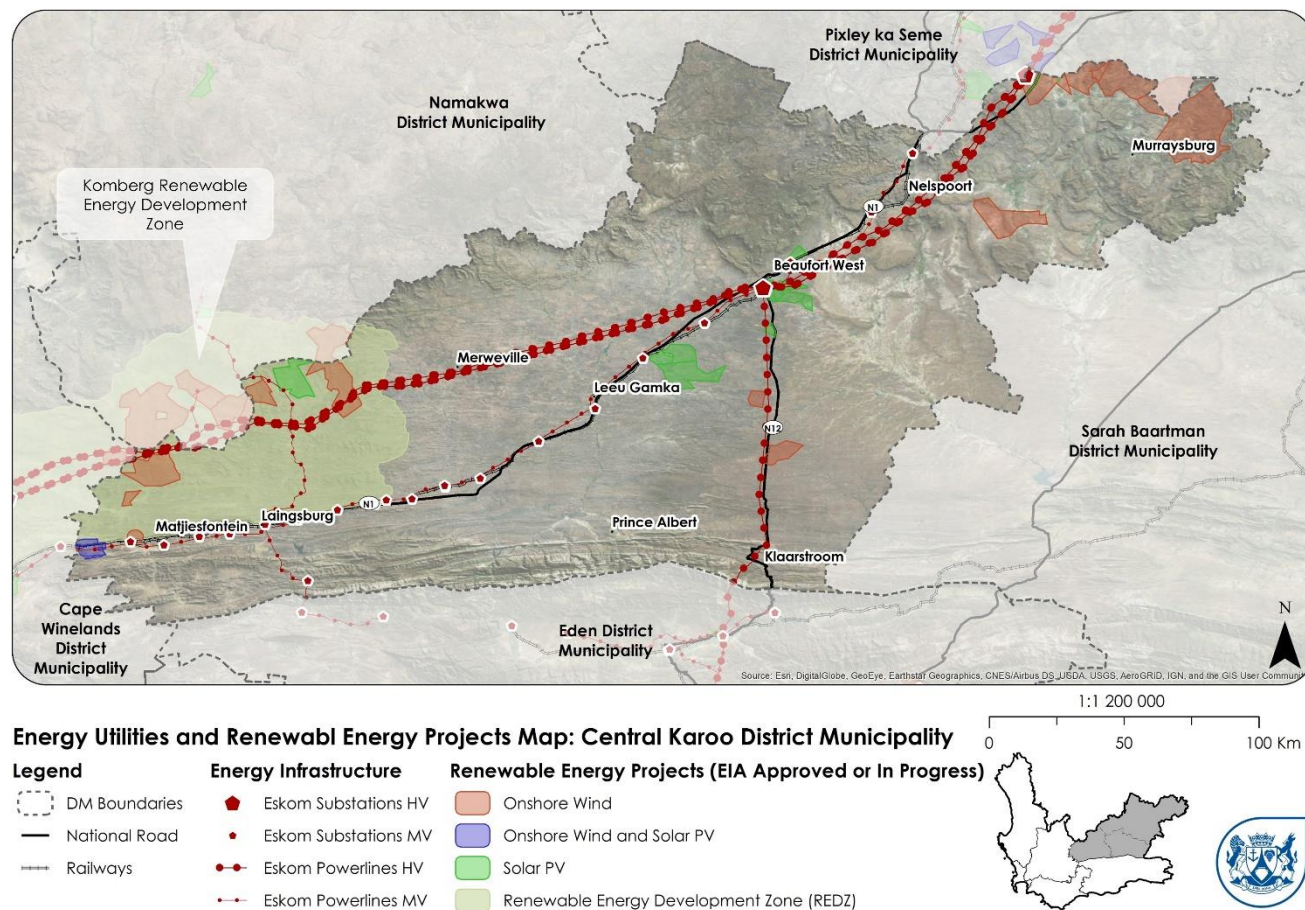 Pixley ka Seme
District Municipality
Namakwa
District Municipality
Murraysburg
Komberg Renewable
Energy Development
Zone
Nelspoort
N1
Beaufort West
Merweville
Leeu Gamka
N12
Sarah Baartman
District Municipality
N1
Laingsburg
Matjiesfontein
Prince Albert
Klaarstroom
Cape
Winelands
District
Municipality
Eden District
Municipality
N
Source: Esri, DigitalGlobe, GeoEye, Earthstar Geographics, CNES/Airbus DS, USDA, USGS, AeroGRID, IGN, and the GIS User Communit
1:1 200 000
0 50 100 Km
Energy Utilities and Renewabl Energy Projects Map: Central Karoo District Municipality
Legend
DM Boundaries
National Road
Railways
Energy Infrastructure
Eskom Substations HV
Eskom Substations MV
Eskom Powerlines HV
Eskom Powerlines MV
Renewable Energy Projects (EIA Approved or In Progress)
Onshore Wind
Onshore Wind and Solar PV
Solar PV
Renewable Energy Development Zone (REDZ)